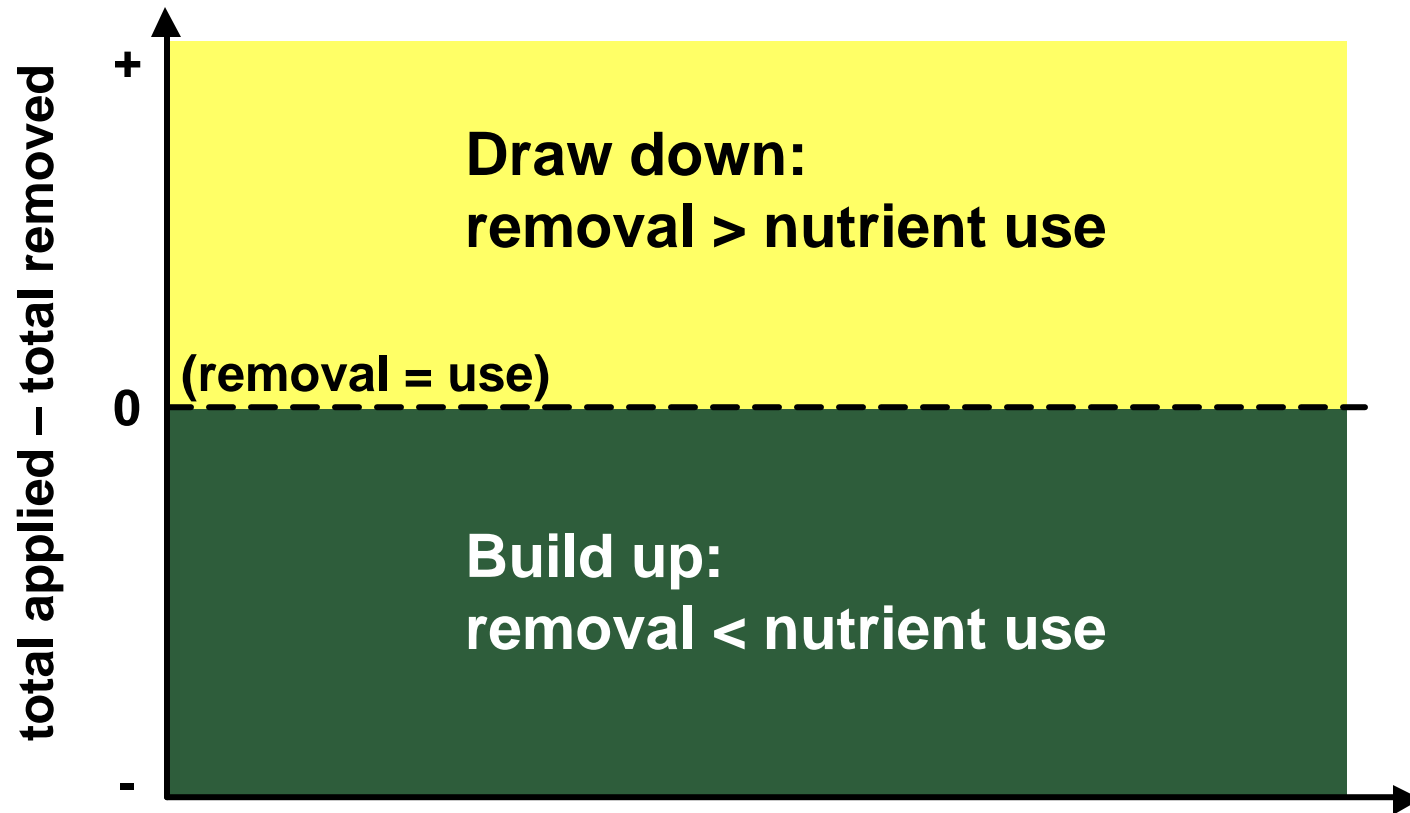 total applied – total removed
+
Draw down:
removal > nutrient use
(removal = use)
0
Build up:
removal < nutrient use
-